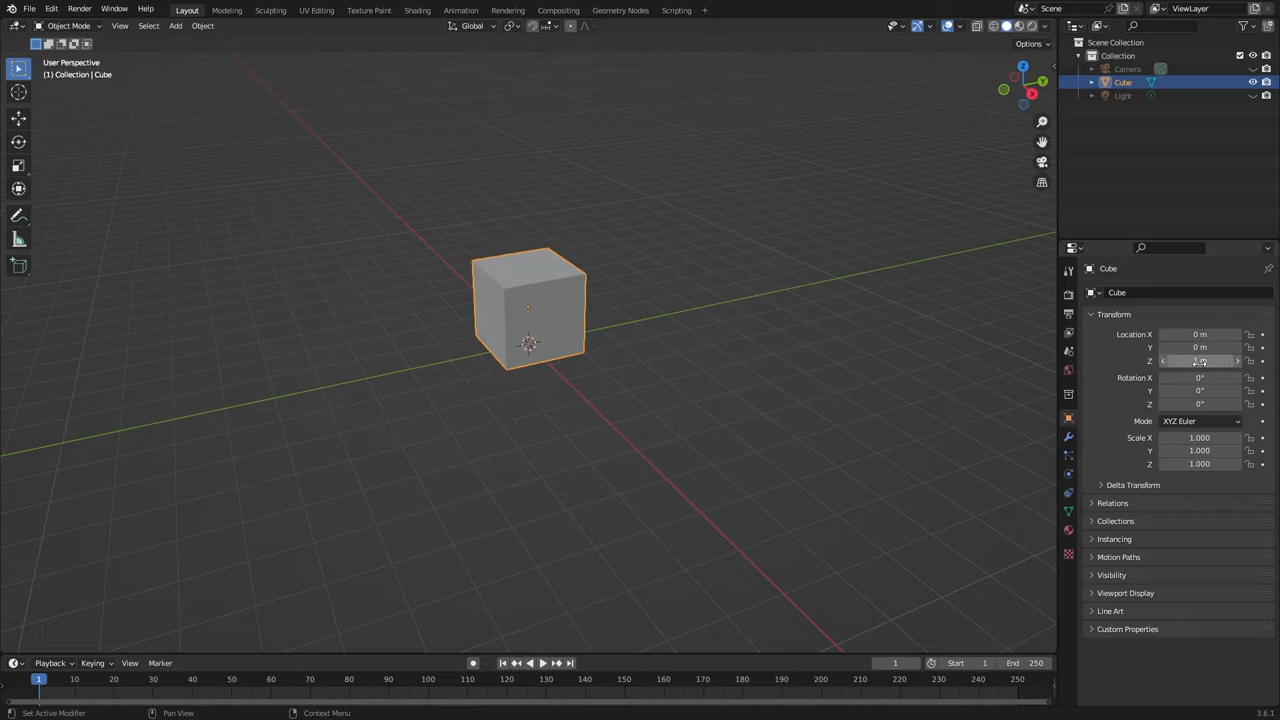 File Edit Render Window Help Layout Modeling Sculpting UV Editing Texture Paint Shading Animation Rendering Compositing Geometry Nodes Scripting + Scene ViewLayer
Object Mode View Select Add Object Global
Options
User Perspective
(1) Collection | Cube
Z
Y
X
Scene Collection
Collection
Camera
Cube
Light
Cube
Cube
Transform
Location X 0 m
Y 0 m
Z m
Rotation X 0°
Y 0°
Z 0°
Mode XYZ Euler
Scale X 1.000
Y 1.000
Z 1.000
Delta Transform
Relations
Collections
Instancing
Motion Paths
Visibility
Viewport Display
Line Art
Custom Properties
Playback Keying View Marker 1 Start 1 End 250
1 10 20 30 40 50 60 70 80 90 100 110 120 130 140 150 160 170 180 190 200 210 220 230 240 250
Set Active Modifier Pan View Context Menu 3.6.1